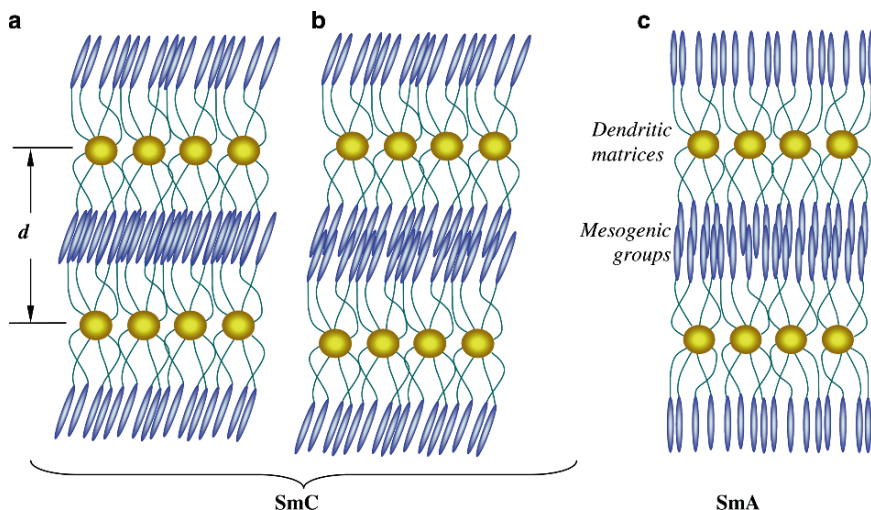 a
b
c
Dendritic
matrices
d
Mesogenic
groups
SmC
SmA